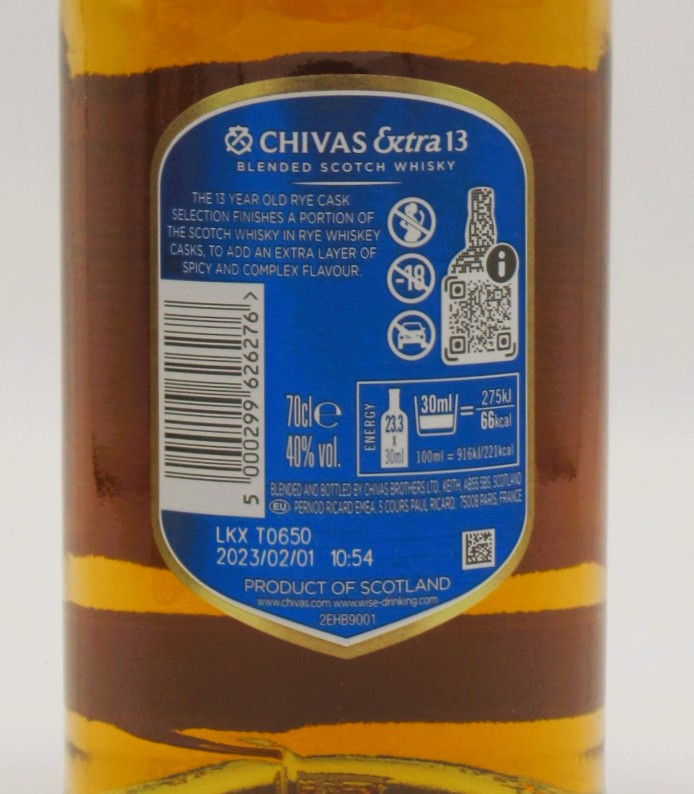 CHIVAS Extra 13
BLENDED SCOTCH WHISKY
THE 13 YEAR OLD RYE CASK
SELECTION FINISHES A PORTION OF
THE SCOTCH WHISKY IN RYE WHISKEY
CASKS, TO ADD AN EXTRA LAYER OF
SPICY AND COMPLEX FLAVOUR.
-18
i
5 000299 626276 >
70cl e
40% vol.
ENERGY
23.3
x
30ml
30ml
=
275kJ
66kcal
100ml = 916kJ/221kcal
BLENDED AND BOTTLED BY CHIVAS BROTHERS LTD, KEITH, AB55 5BS, SCOTLAND
EU PERNOD RICARD EMEA, 5 COURS PAUL RICARD, 75008 PARIS, FRANCE
LKX T0650
2023/02/01 10:54
PRODUCT OF SCOTLAND
www.chivas.com www.wise-drinking.com
2EHB9001